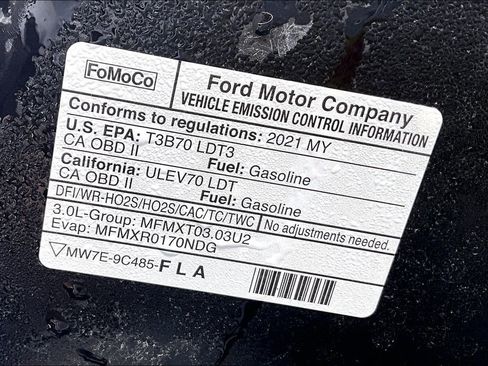 FoMoCo
Ford Motor Company
VEHICLE EMISSION CONTROL INFORMATION
Conforms to regulations: 2021 MY
U.S. EPA: T3B70 LDT3
CA OBD II Fuel: Gasoline
California: ULEV70 LDT
CA OBD II Fuel: Gasoline
DFI/WR-HO2S/HO2S/CAC/TC/TWC No adjustments needed.
3.0L-Group: MFMXT03.03U2
Evap: MFMXR0170NDG
MW7E-9C485-FLA